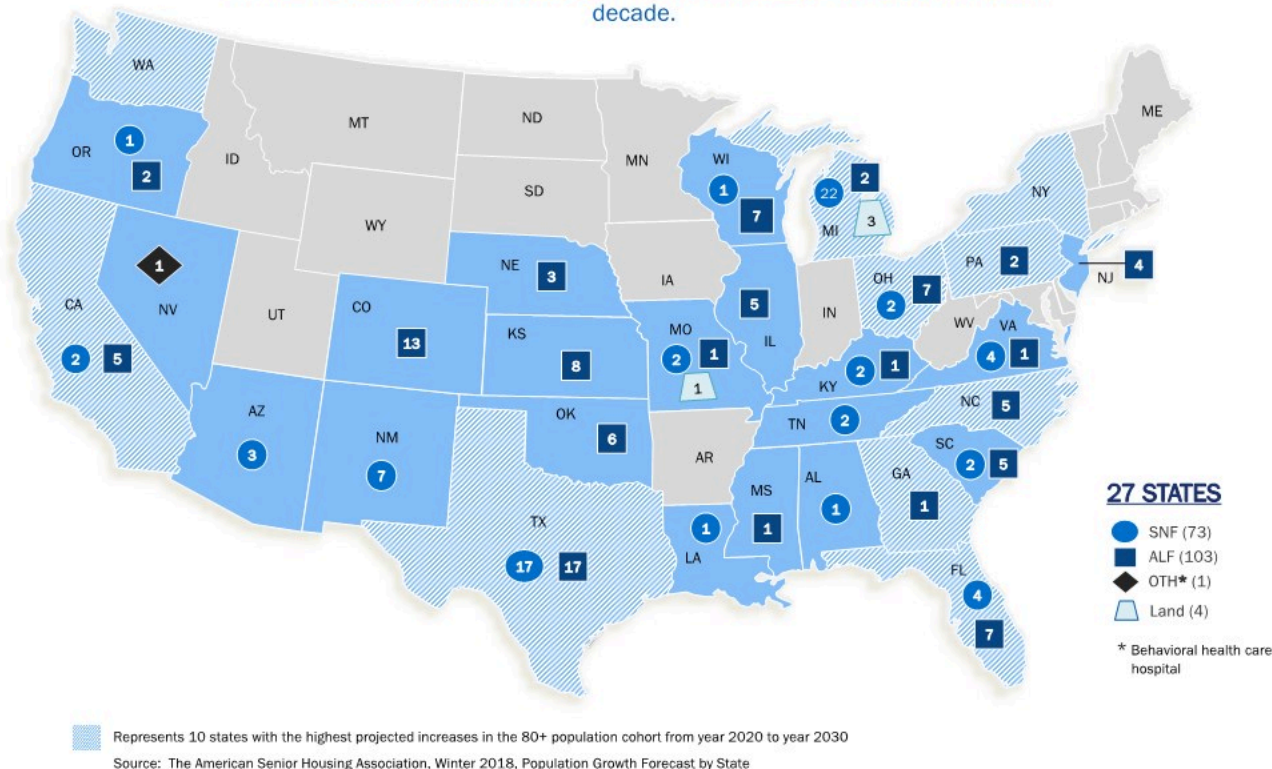 decade.
WA
ME
MT
ND
OR
1
MN
WI
2
ID
SD
1
22
2
NY
2
7
3
MI
WY
1
NE
3
IA
OH
7
PA
2
NJ
4
CA
NV
UT
CO
5
IL
IN
2
13
KS
8
MO
2
1
1
WV
VA
4
1
2
5
KY
2
1
AZ
3
NM
7
OK
6
TN
2
NC
5
AR
SC
2
5
MS
1
AL
1
GA
1
TX
17
17
LA
1
FL
4
7
27 STATES
SNF (73)
ALF (103)
OTH* (1)
Land (4)
* Behavioral health care
hospital
Represents 10 states with the highest projected increases in the 80+ population cohort from year 2020 to year 2030
Source: The American Senior Housing Association, Winter 2018, Population Growth Forecast by State